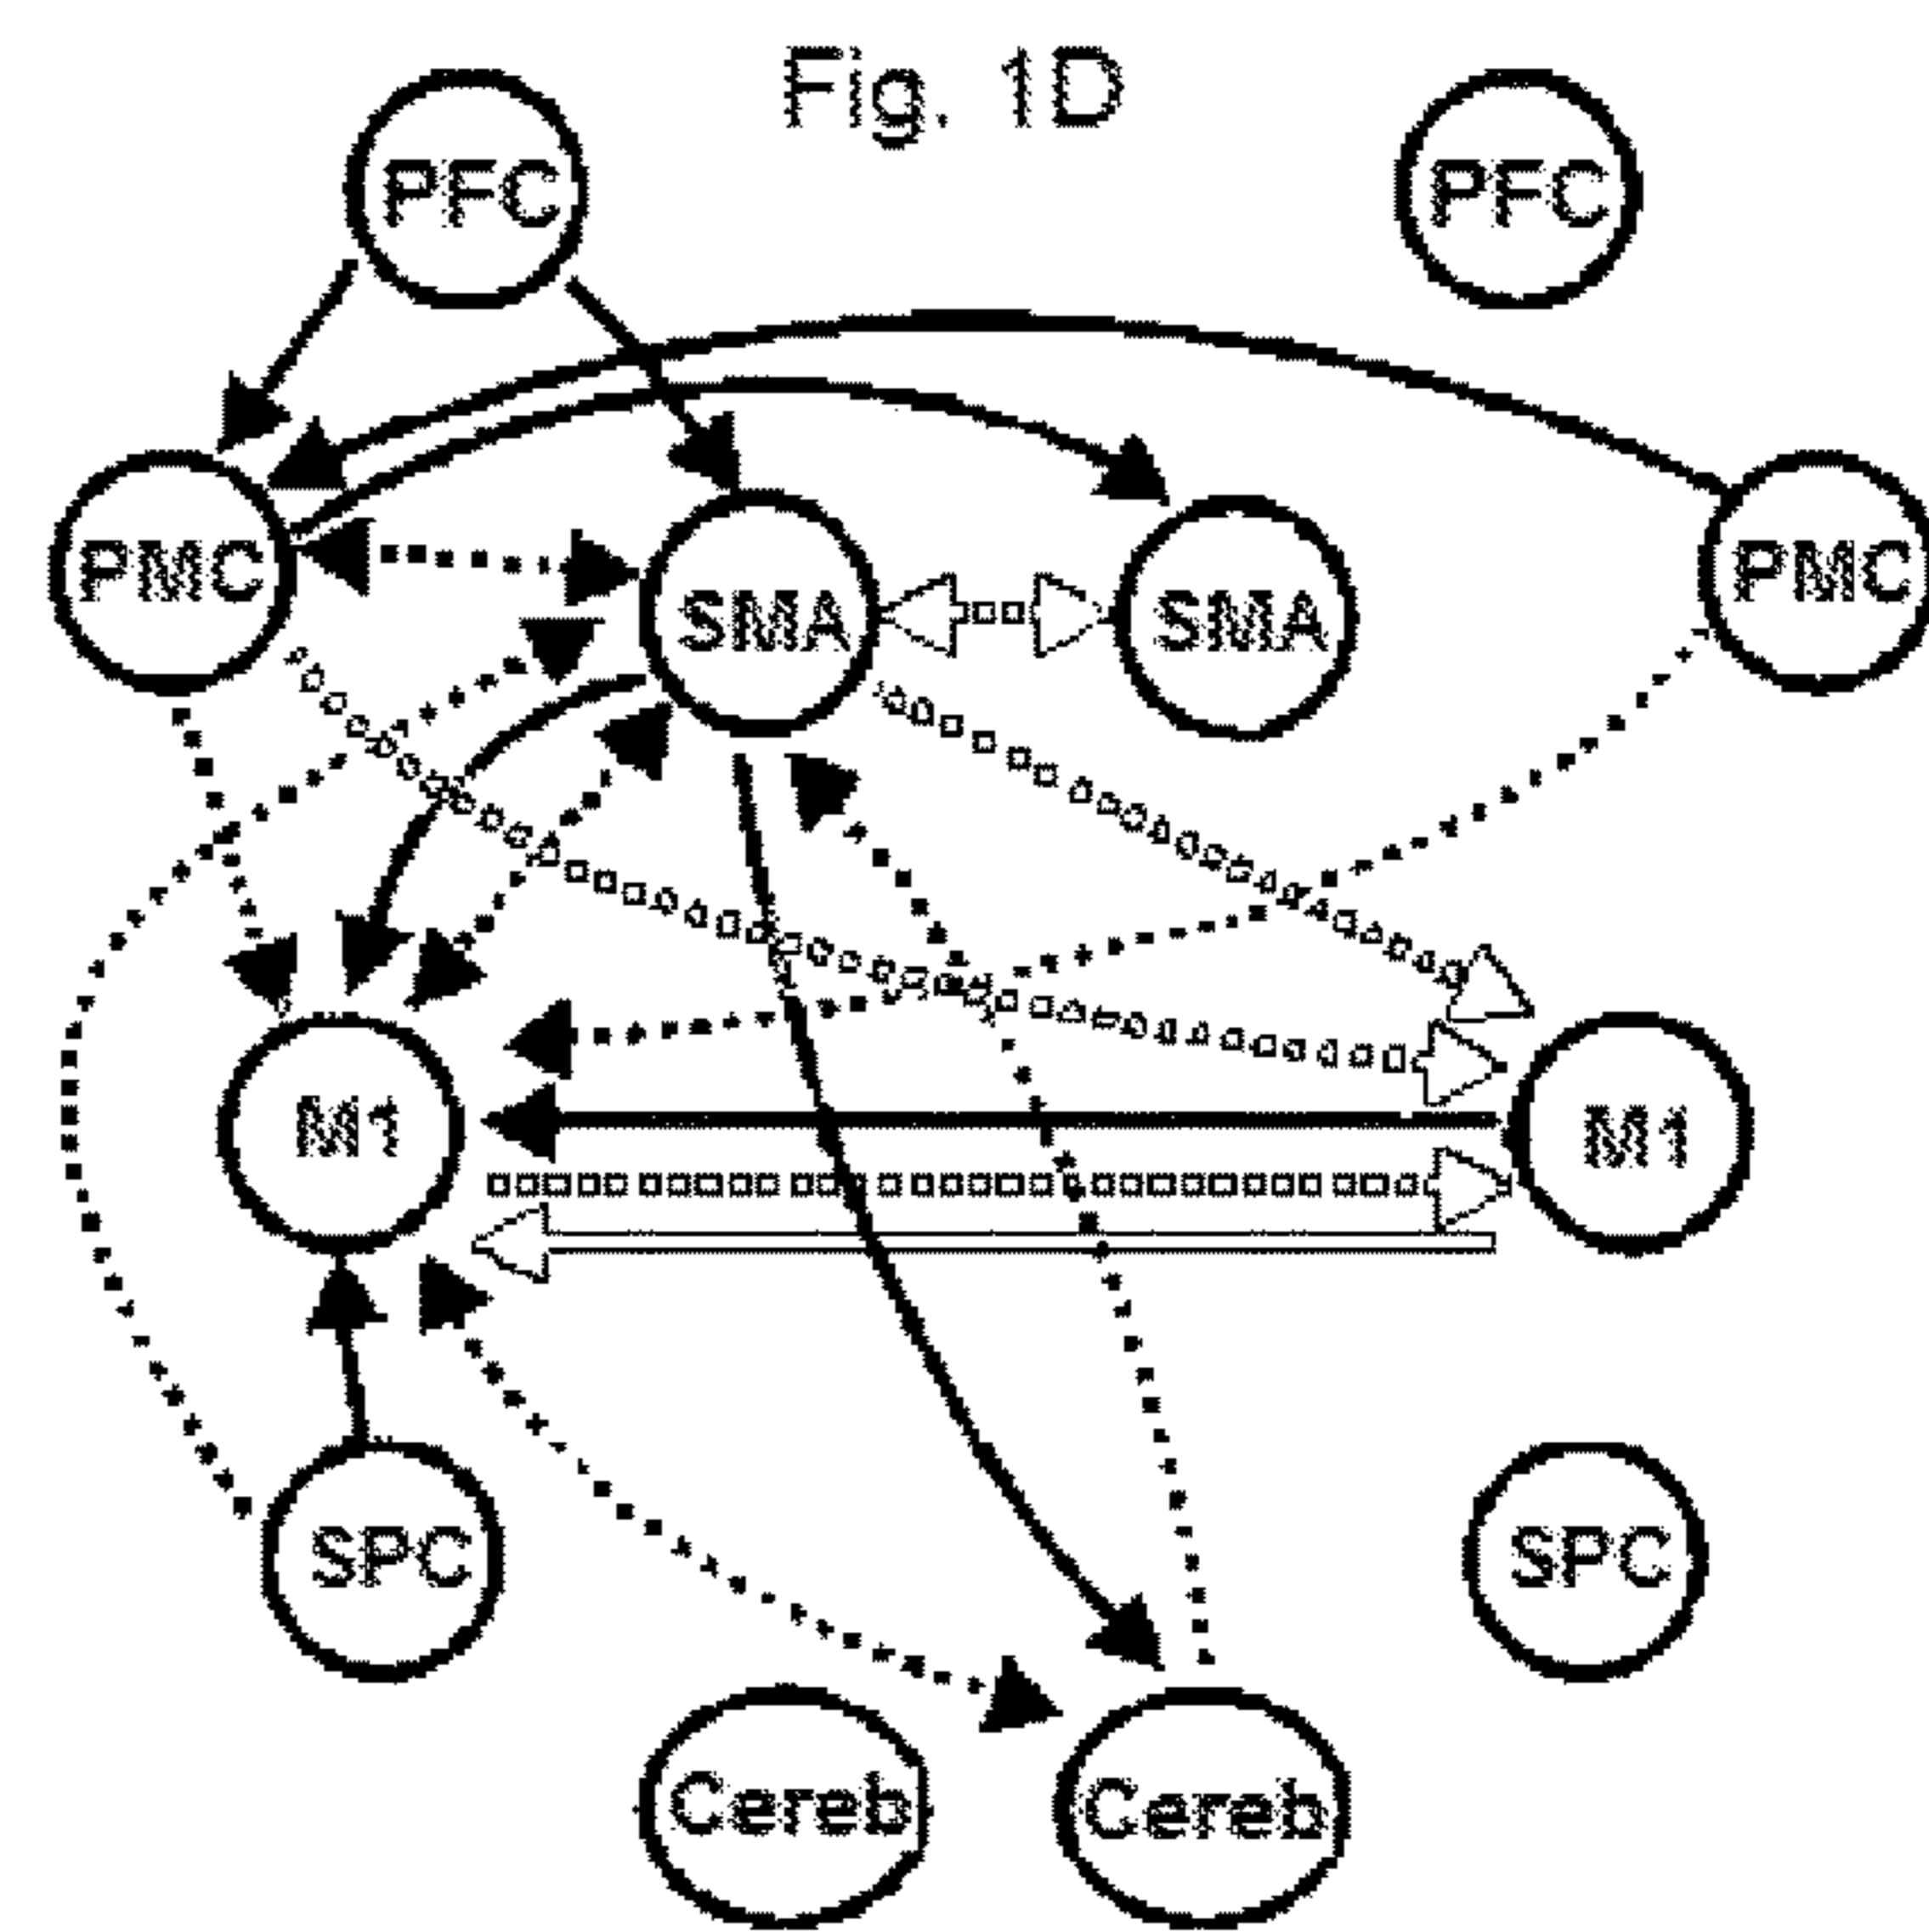 Fig. 1D
PFC
PFC
PMC
SMA
SMA
PMC
M1
M1
SPC
SPC
Cereb
Cereb